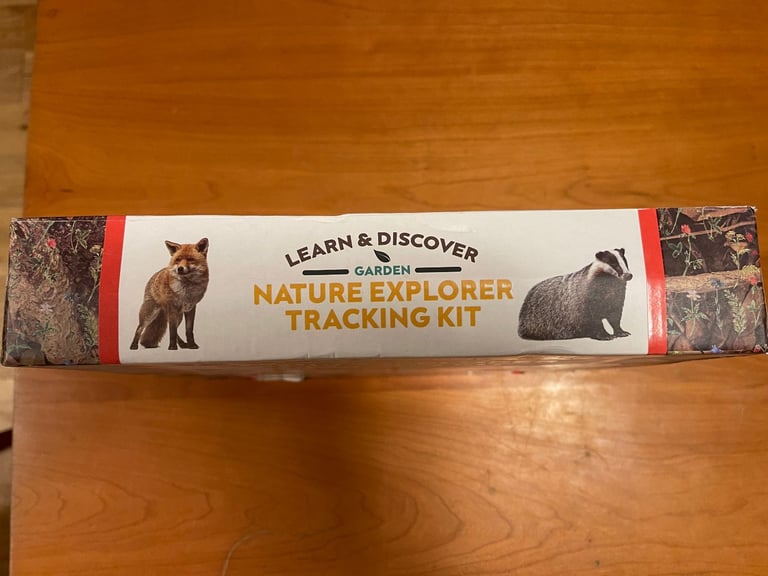 LEARN & DISCOVER
GARDEN
NATURE EXPLORER
TRACKING KIT